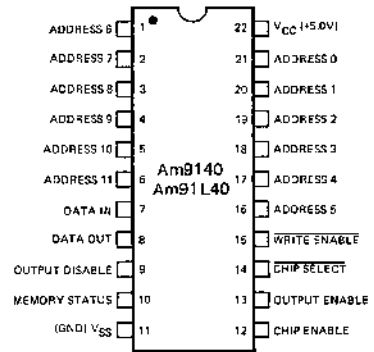 ADDRESS 6 1 22 VCC (+5.0V)
ADDRESS 7 2 21 ADDRESS 0
ADDRESS 8 3 20 ADDRESS 1
ADDRESS 9 4 19 ADDRESS 2
ADDRESS 10 5 18 ADDRESS 3
ADDRESS 11 6 17 ADDRESS 4
Am9140
Am91L40
DATA IN 7 16 ADDRESS 5
DATA OUT 8 15 WRITE ENABLE
OUTPUT DISABLE 9 14 CHIP SELECT
MEMORY STATUS 10 13 OUTPUT ENABLE
(GND) VSS 11 12 CHIP ENABLE